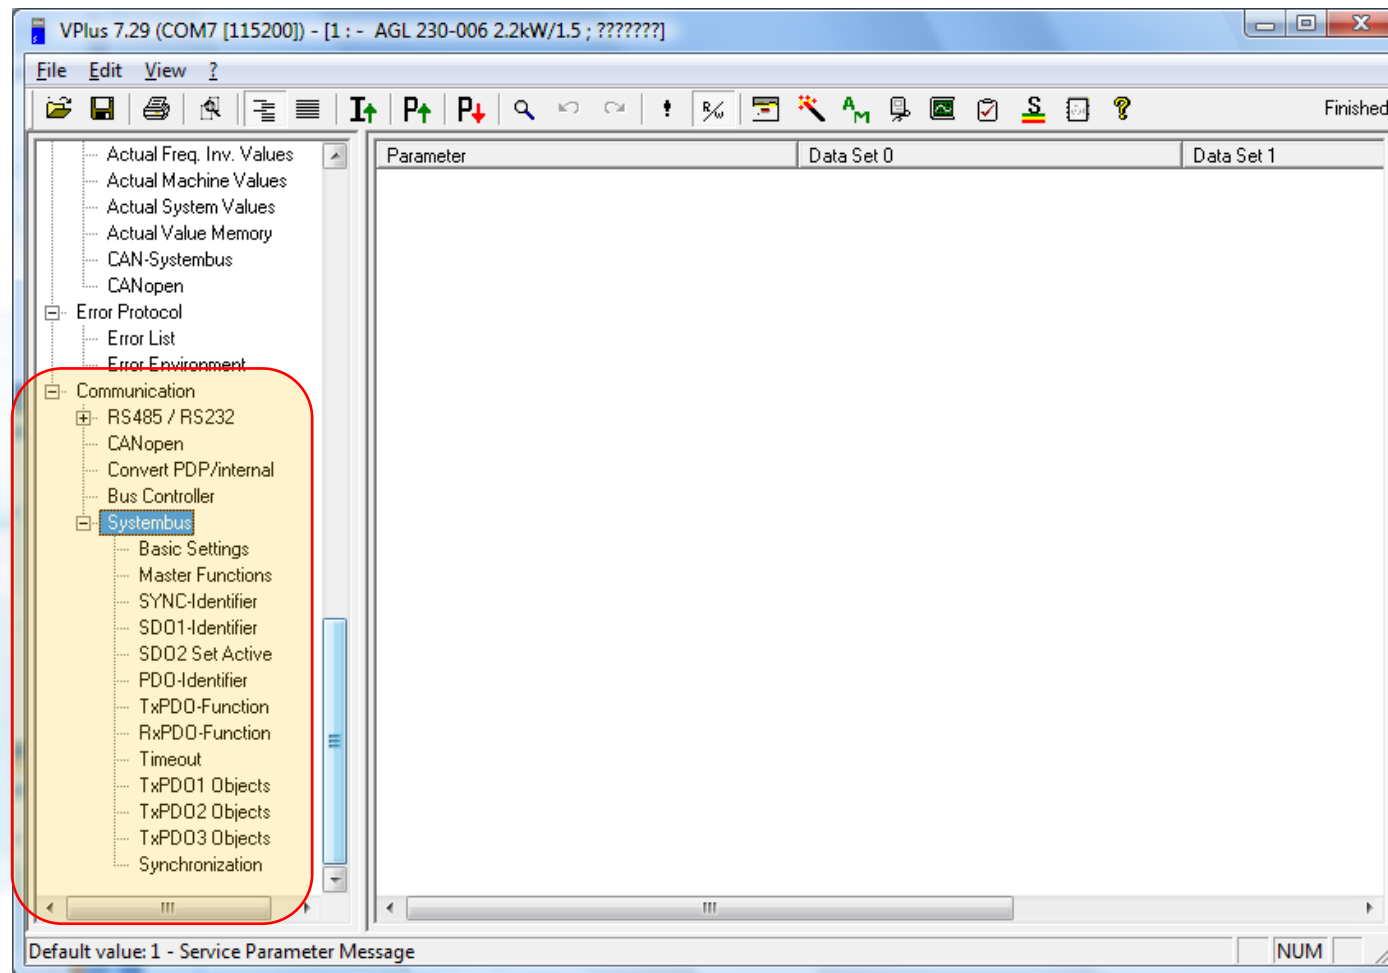 VPlus 7.29 (COM7 [115200]) - [1 : - AGL 230-006 2.2kW/1.5 ; ???????]
File Edit View ?
Finished
Parameter Data Set 0 Data Set 1
Actual Freq. Inv. Values
Actual Machine Values
Actual System Values
Actual Value Memory
CAN-Systembus
CANopen
Error Protocol
Error List
Error Environment
Communication
RS485 / RS232
CANopen
Convert PDP/internal
Bus Controller
Systembus
Basic Settings
Master Functions
SYNC-Identifier
SDO1-Identifier
SDO2 Set Active
PDO-Identifier
TxPDO-Function
RxPDO-Function
Timeout
TxPDO1 Objects
TxPDO2 Objects
TxPDO3 Objects
Synchronization
Default value: 1 - Service Parameter Message NUM